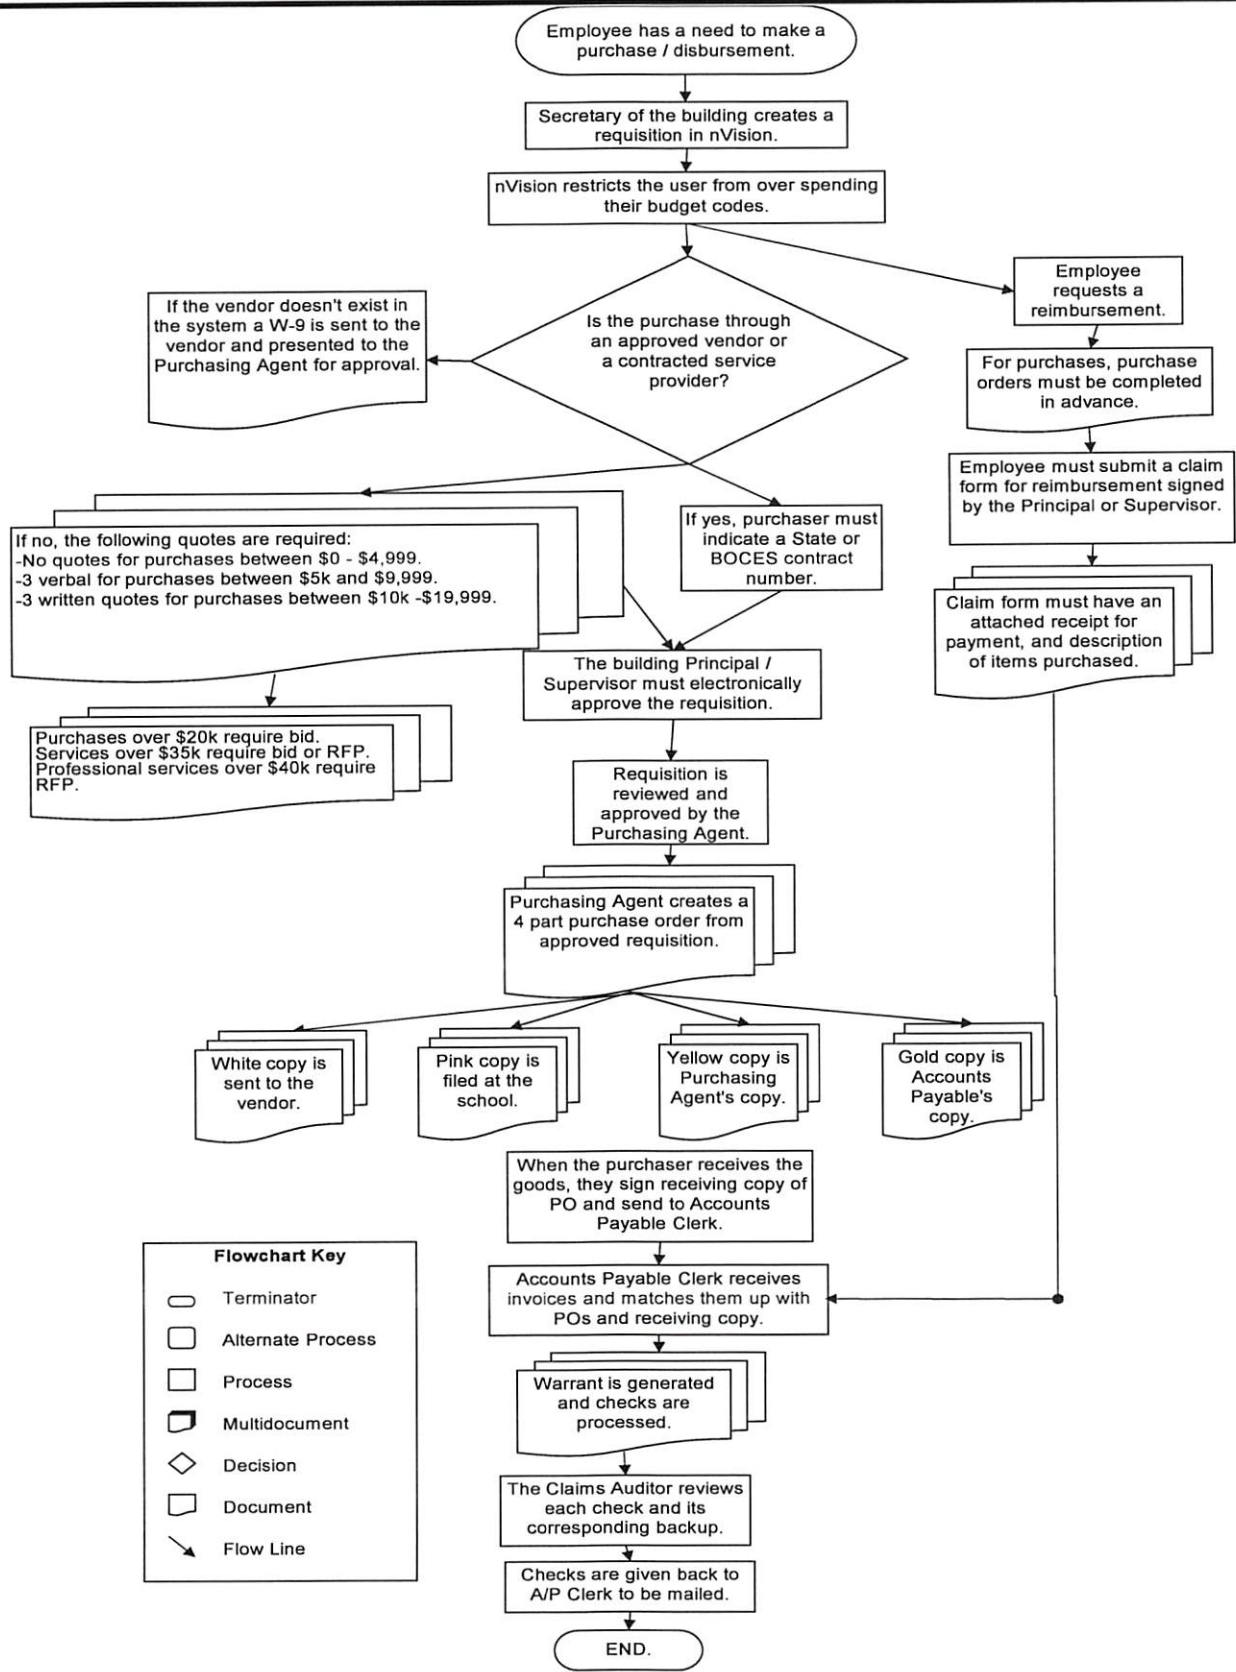 Employee has a need to make a
purchase / disbursement.
Secretary of the building creates a
requisition in nVision.
nVision restricts the user from over spending
their budget codes.
If the vendor doesn't exist in
the system a W-9 is sent to the
vendor and presented to the
Purchasing Agent for approval.
Is the purchase through
an approved vendor or
a contracted service
provider?
Employee
requests a
reimbursement.
For purchases, purchase
orders must be completed
in advance.
Employee must submit a claim
form for reimbursement signed
by the Principal or Supervisor.
Claim form must have an
attached receipt for
payment, and description
of items purchased.
If no, the following quotes are required:
-No quotes for purchases between $0 - $4,999.
-3 verbal for purchases between $5k and $9,999.
-3 written quotes for purchases between $10k -$19,999.
If yes, purchaser must
indicate a State or
BOCES contract
number.
Purchases over $20k require bid.
Services over $35k require bid or RFP.
Professional services over $40k require
RFP.
The building Principal /
Supervisor must electronically
approve the requisition.
Requisition is
reviewed and
approved by the
Purchasing Agent.
Purchasing Agent creates a
4 part purchase order from
approved requisition.
White copy is
sent to the
vendor.
Pink copy is
filed at the
school.
Yellow copy is
Purchasing
Agent's copy.
Gold copy is
Accounts
Payable's
copy.
When the purchaser receives the
goods, they sign receiving copy of
PO and send to Accounts
Payable Clerk.
Accounts Payable Clerk receives
invoices and matches them up with
POs and receiving copy.
Warrant is generated
and checks are
processed.
The Claims Auditor reviews
each check and its
corresponding backup.
Checks are given back to
A/P Clerk to be mailed.
END.
Flowchart Key
Terminator
Alternate Process
Process
Multidocument
Decision
Document
Flow Line